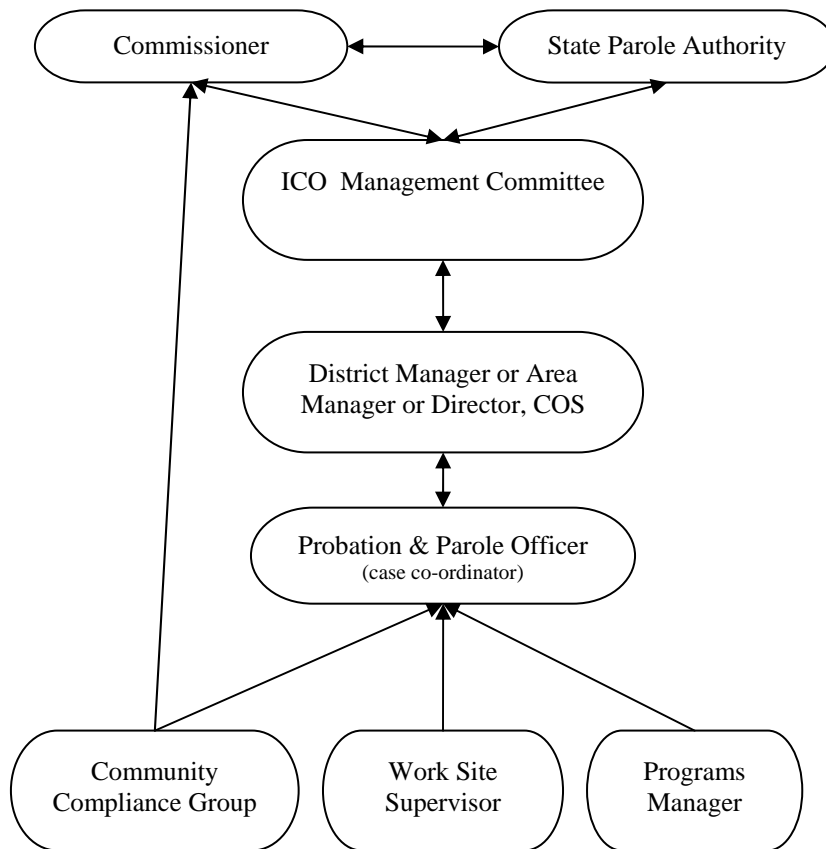 Commissioner
State Parole Authority
ICO Management Committee
District Manager or Area
Manager or Director, COS
Probation & Parole Officer
(case co-ordinator)
Community
Compliance Group
Work Site
Supervisor
Programs
Manager